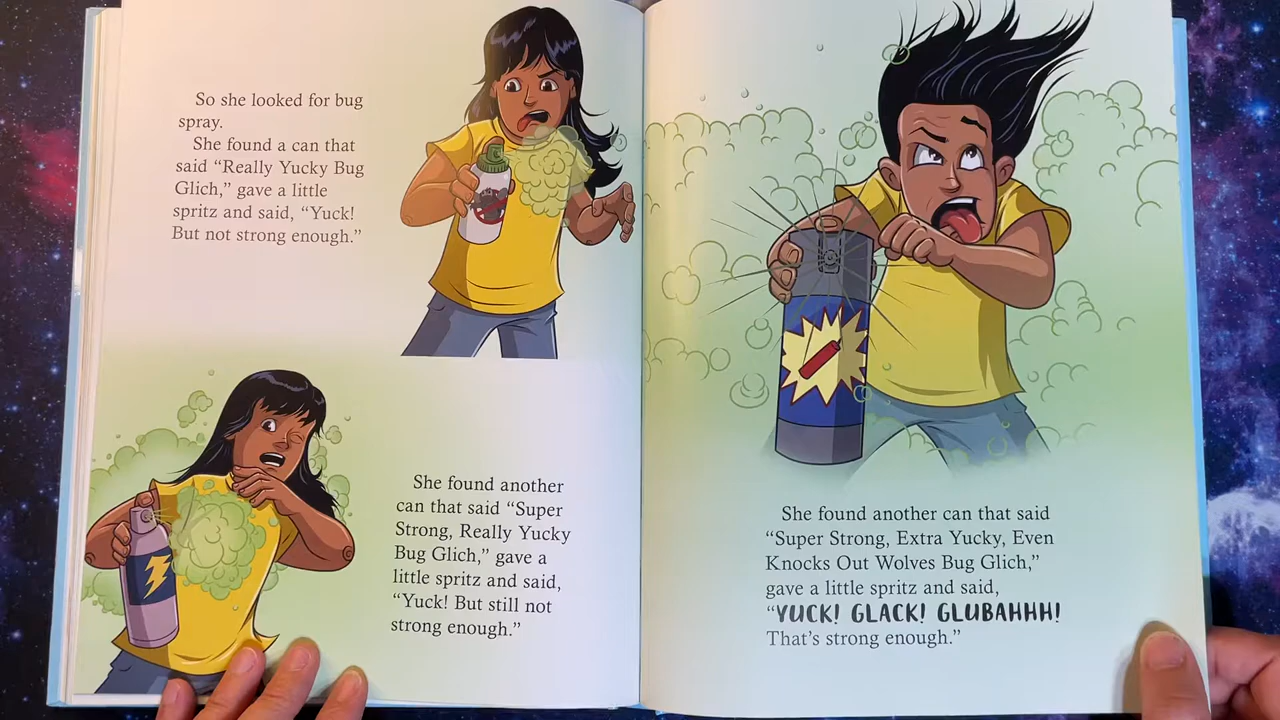 So she looked for bug
spray.
She found a can that
said “Really Yucky Bug
Glich,” gave a little
spritz and said, “Yuck!
But not strong enough.”
She found another
can that said “Super
Strong, Really Yucky
Bug Glich,” gave a
little spritz and said,
“Yuck! But still not
strong enough.”
She found another can that said
“Super Strong, Extra Yucky, Even
Knocks Out Wolves Bug Glich,”
gave a little spritz and said,
“YUCK! GLACK! GLUBAHHH!
That’s strong enough.”